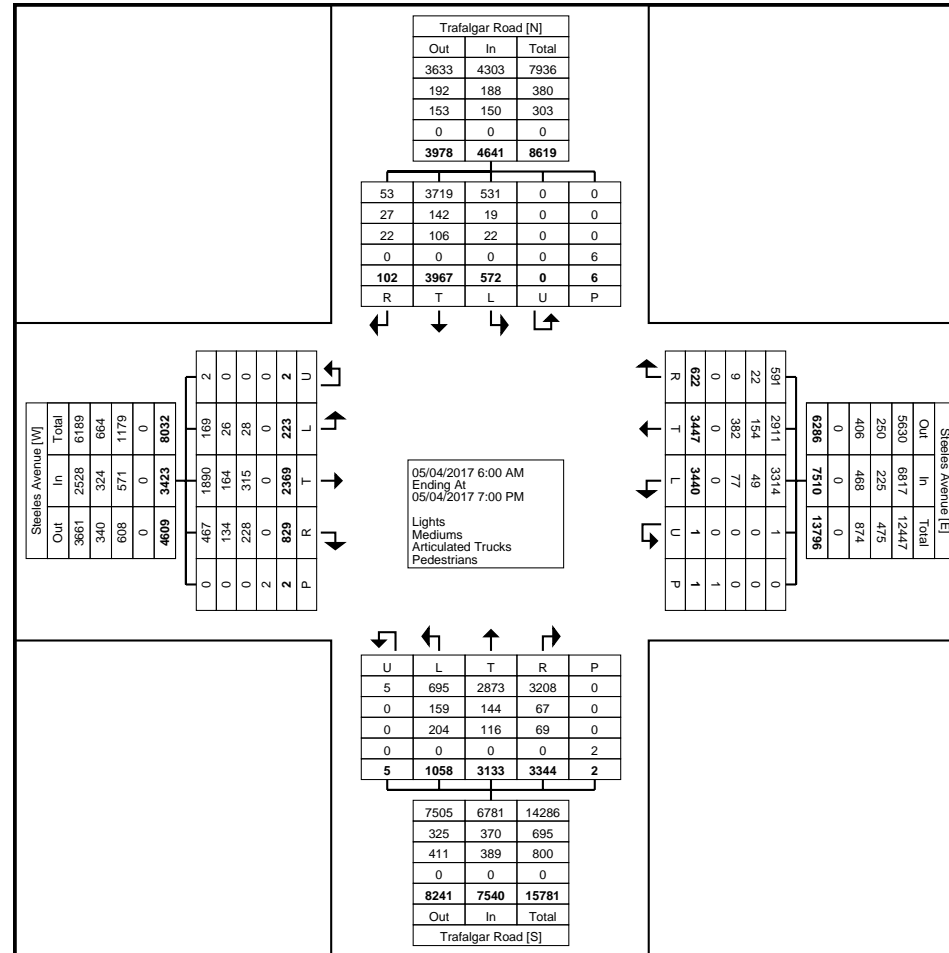 Trafalgar Road [N]
Out In Total
3633 4303 7936
192 188 380
153 150 303
0 0 0
3978 4641 8619
53 3719 531 0 0
27 142 19 0 0
22 106 22 0 0
0 0 0 0 6
102 3967 572 0 6
R T L U P
Steeles Avenue [W]
Total In Out
6189 2528 3661
664 324 340
1179 571 608
0 0 0
8032 3423 4609
2 169 1890 467 0
0 26 164 134 0
0 28 315 228 0
0 0 0 0 2
2 223 2369 829 2
U L T R P
05/04/2017 6:00 AM
Ending At
05/04/2017 7:00 PM
Lights
Mediums
Articulated Trucks
Pedestrians
Steeles Avenue [E]
Out In Total
5630 6817 12447
250 225 475
406 468 874
0 0 0
6286 7510 13796
591 2911 3314 1 0
22 154 49 0 0
9 382 77 0 0
0 0 0 0 1
622 3447 3440 1 1
R T L U P
U L T R P
5 695 2873 3208 0
0 159 144 67 0
0 204 116 69 0
0 0 0 0 2
5 1058 3133 3344 2
7505 6781 14286
325 370 695
411 389 800
0 0 0
8241 7540 15781
Out In Total
Trafalgar Road [S]